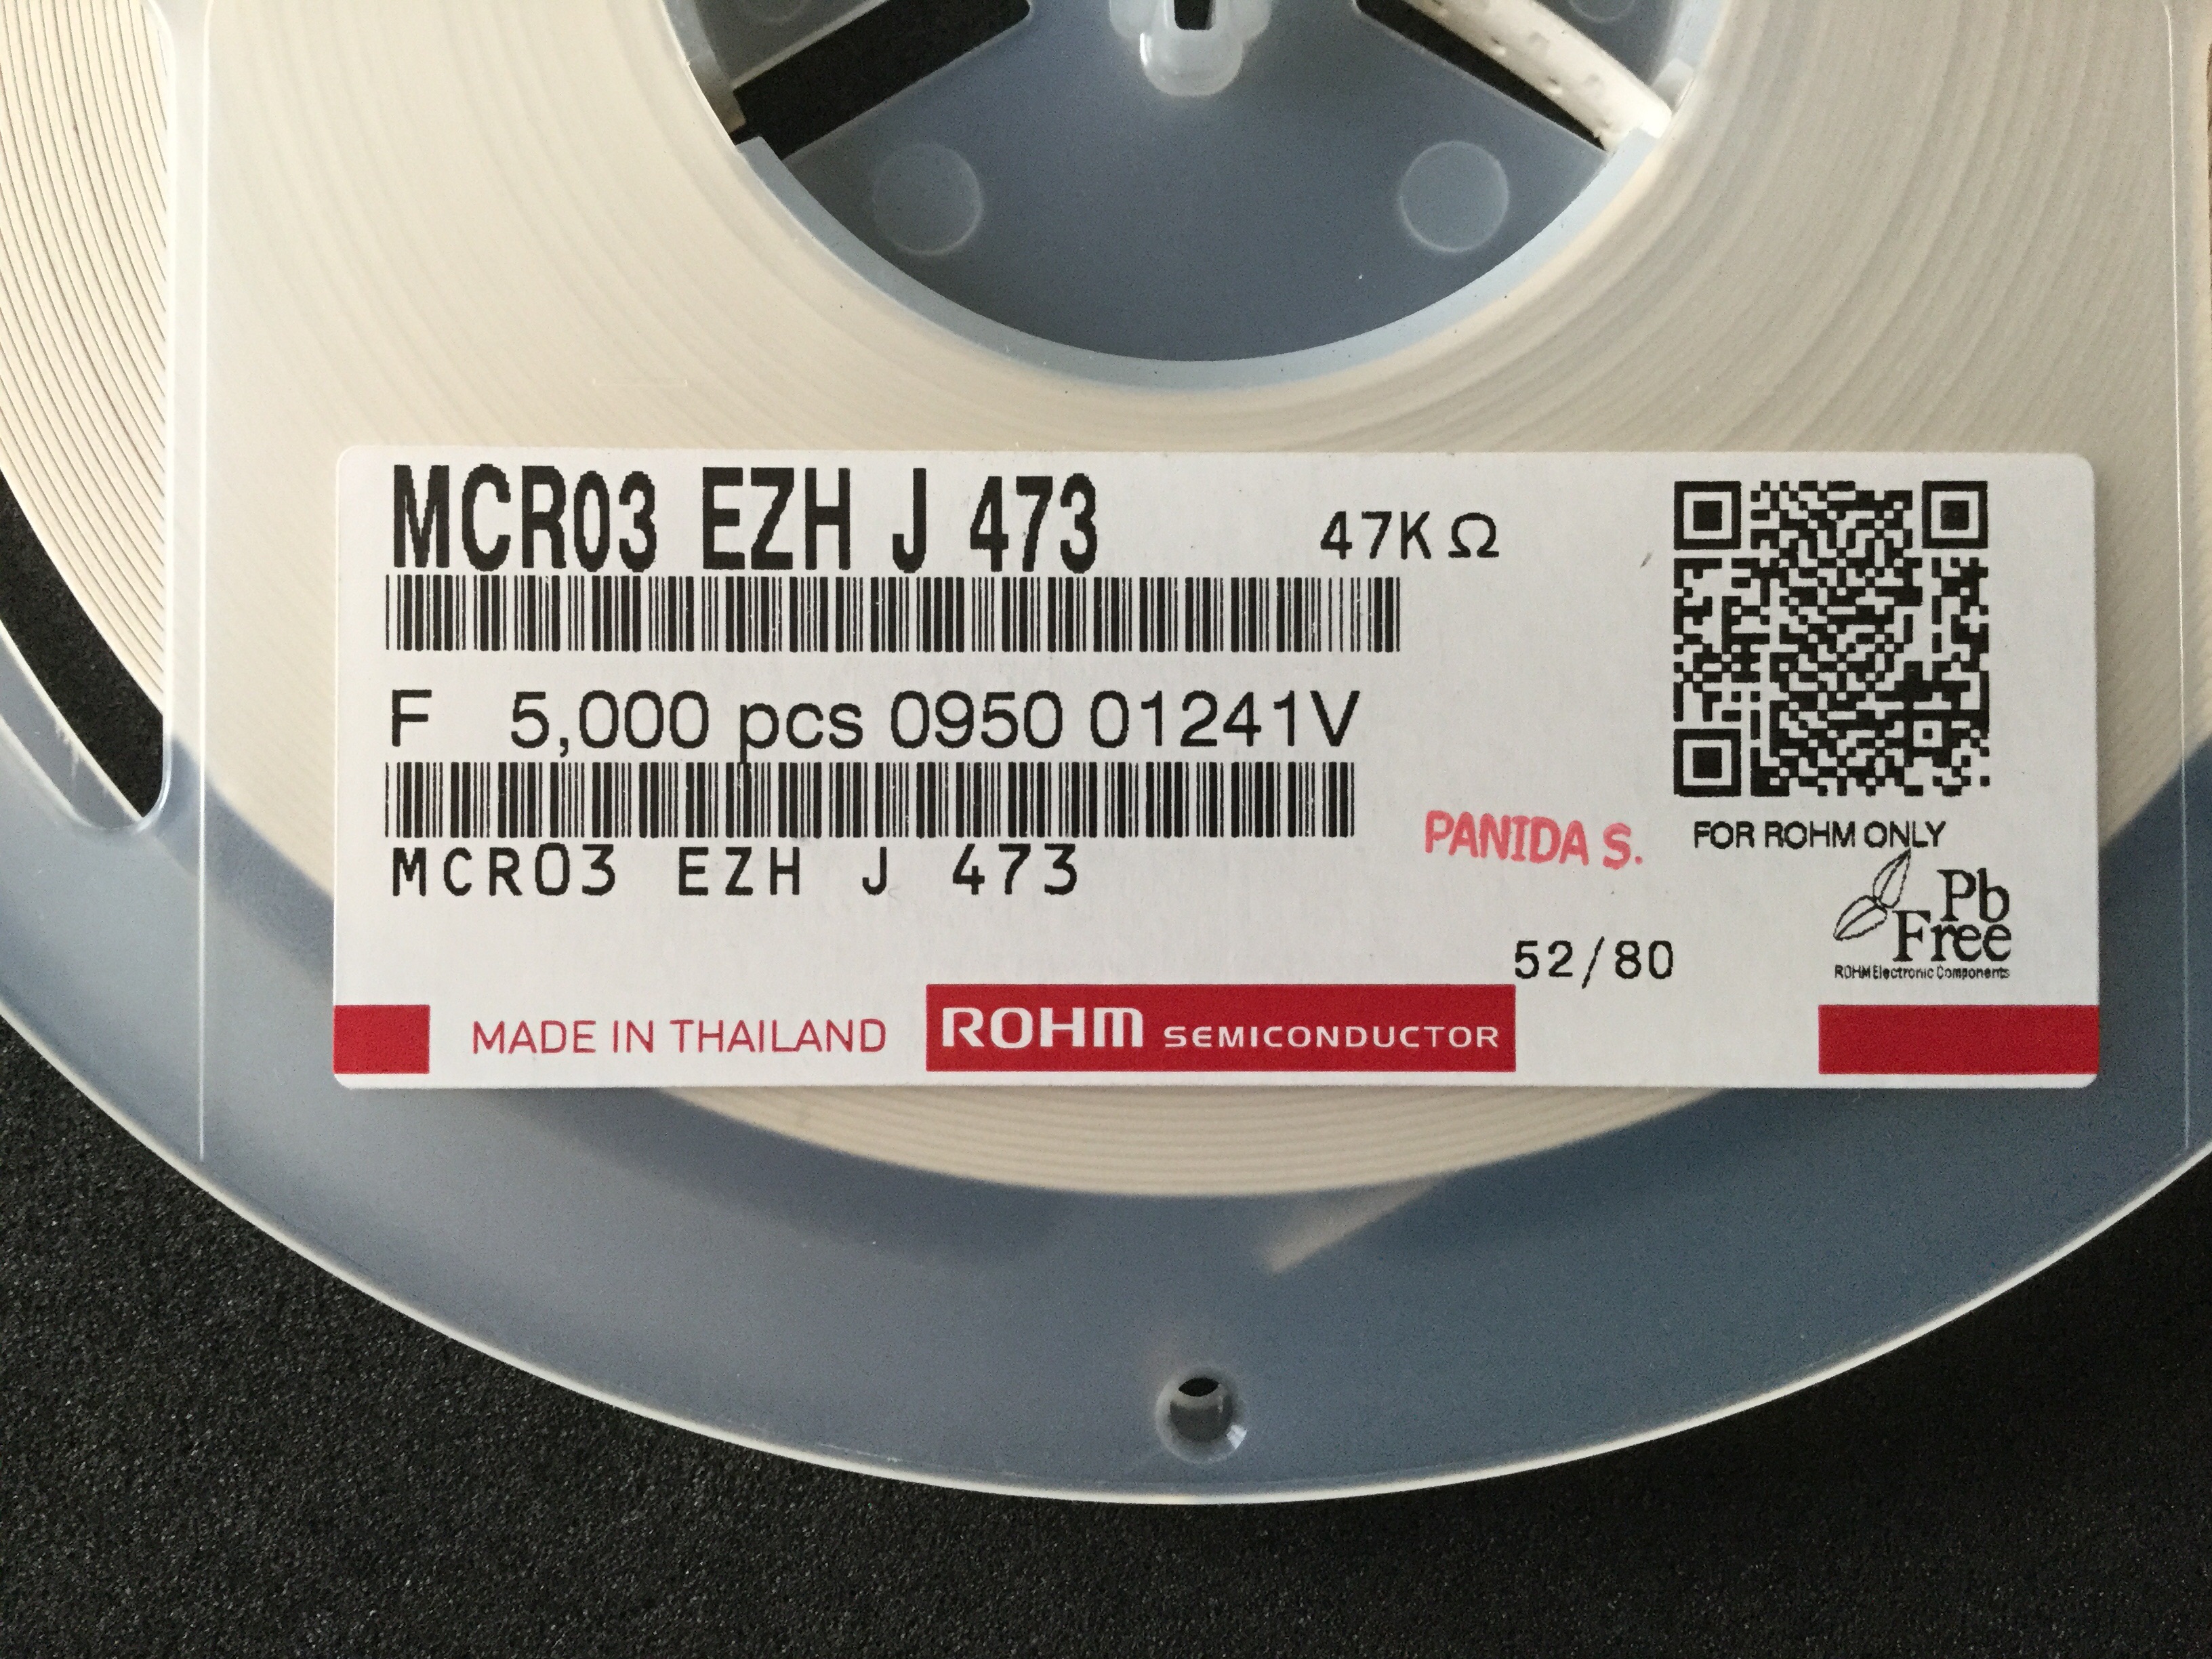 MCR03 EZH J 473 47KΩ
F 5,000 pcs 0950 01241V
MCR03 EZH J 473
PANIDA S.
FOR ROHM ONLY
Pb
Free
ROHM Electronic Components
52/80
MADE IN THAILAND
ROHM SEMICONDUCTOR